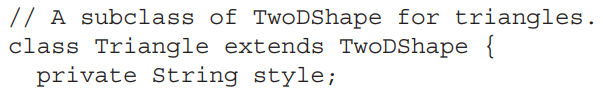 // A subclass of TwoDShape for triangles.
class Triangle extends TwoDShape {
  private String style;